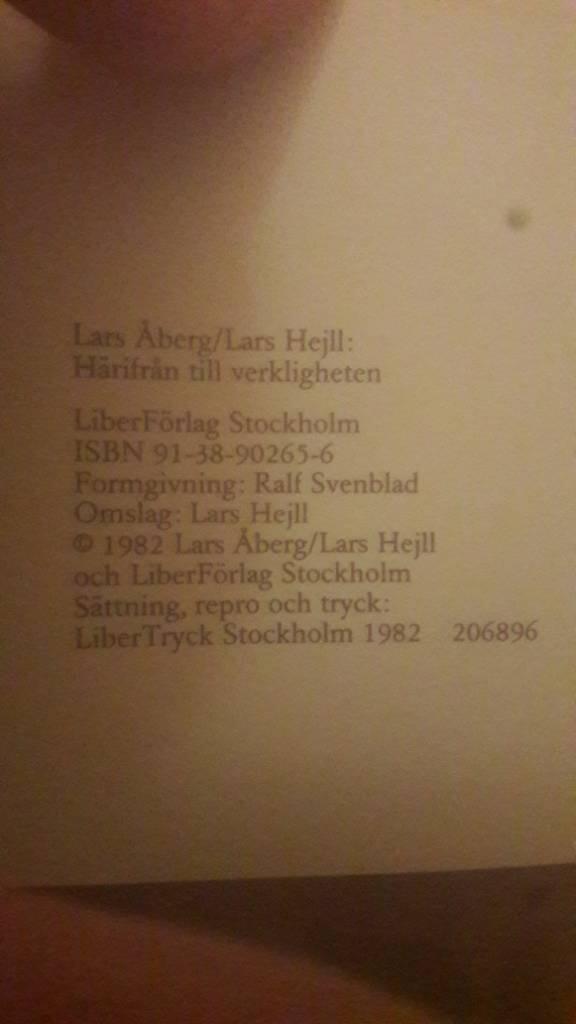 Lars Åberg/Lars Hejll:
Härifrån till verkligheten
LiberFörlag Stockholm
ISBN 91-38-90265-6
Formgivning: Ralf Svenblad
Omslag: Lars Hejll
© 1982 Lars Åberg/Lars Hejll
och LiberFörlag Stockholm
Sättning, repro och tryck:
LiberTryck Stockholm 1982 206896